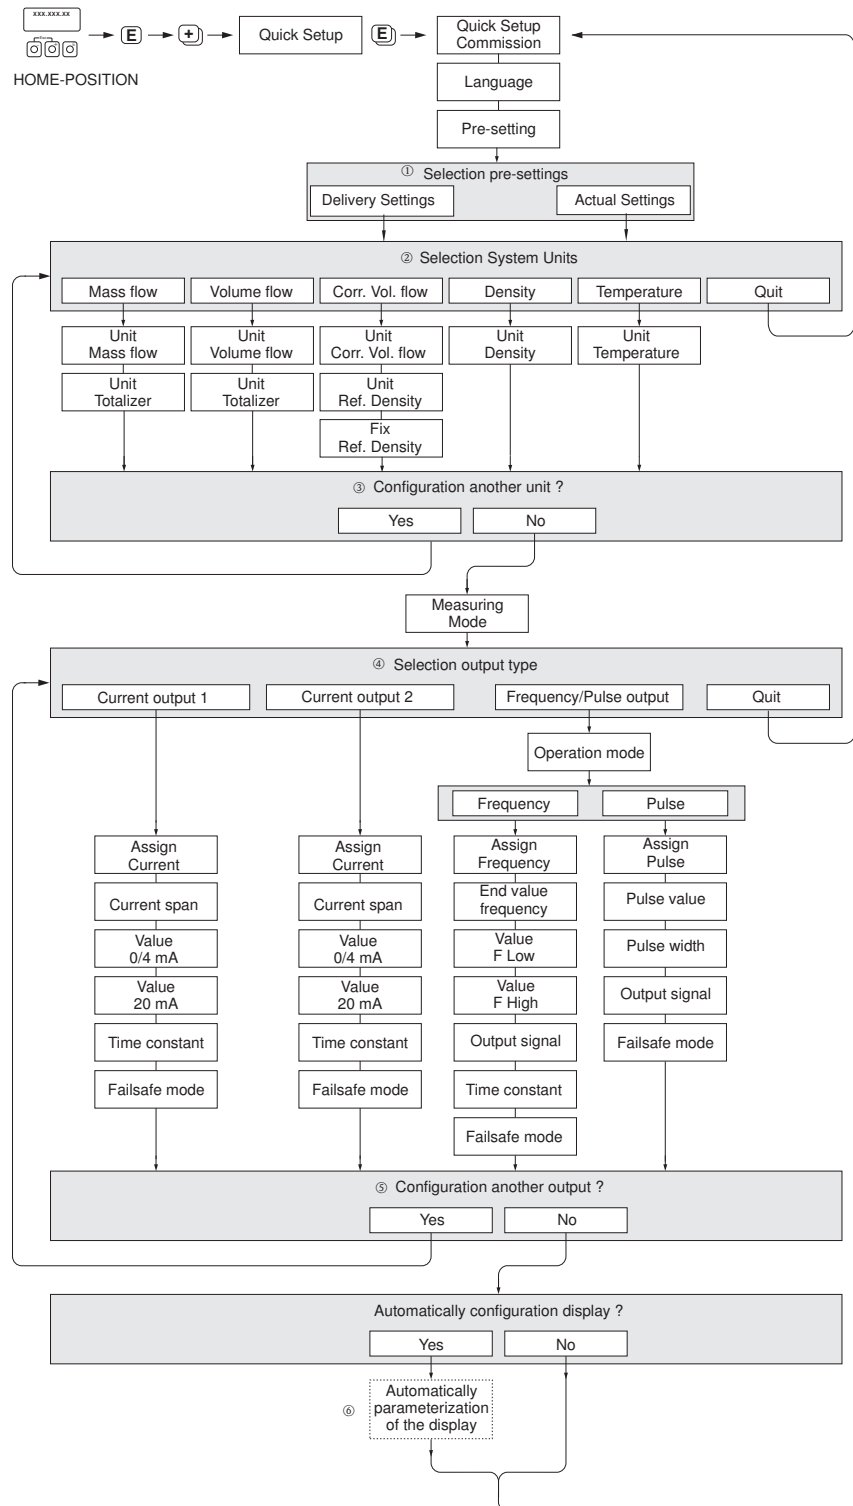 xxx.xxx.xx
Esc
E
+
Quick Setup
E
Quick Setup
Commission
HOME-POSITION
Language
Pre-setting
① Selection pre-settings
Delivery Settings
Actual Settings
② Selection System Units
Mass flow
Volume flow
Corr. Vol. flow
Density
Temperature
Quit
Unit
Mass flow
Unit
Volume flow
Unit
Corr. Vol. flow
Unit
Density
Unit
Temperature
Unit
Totalizer
Unit
Totalizer
Unit
Ref. Density
Fix
Ref. Density
③ Configuration another unit ?
Yes
No
Measuring
Mode
④ Selection output type
Current output 1
Current output 2
Frequency/Pulse output
Quit
Operation mode
Frequency
Pulse
Assign
Current
Current span
Value
0/4 mA
Value
20 mA
Time constant
Failsafe mode
Assign
Current
Current span
Value
0/4 mA
Value
20 mA
Time constant
Failsafe mode
Assign
Frequency
End value
frequency
Value
F Low
Value
F High
Output signal
Time constant
Failsafe mode
Assign
Pulse
Pulse value
Pulse width
Output signal
Failsafe mode
⑤ Configuration another output ?
Yes
No
Automatically configuration display ?
Yes
No
⑥
Automatically
parameterization
of the display